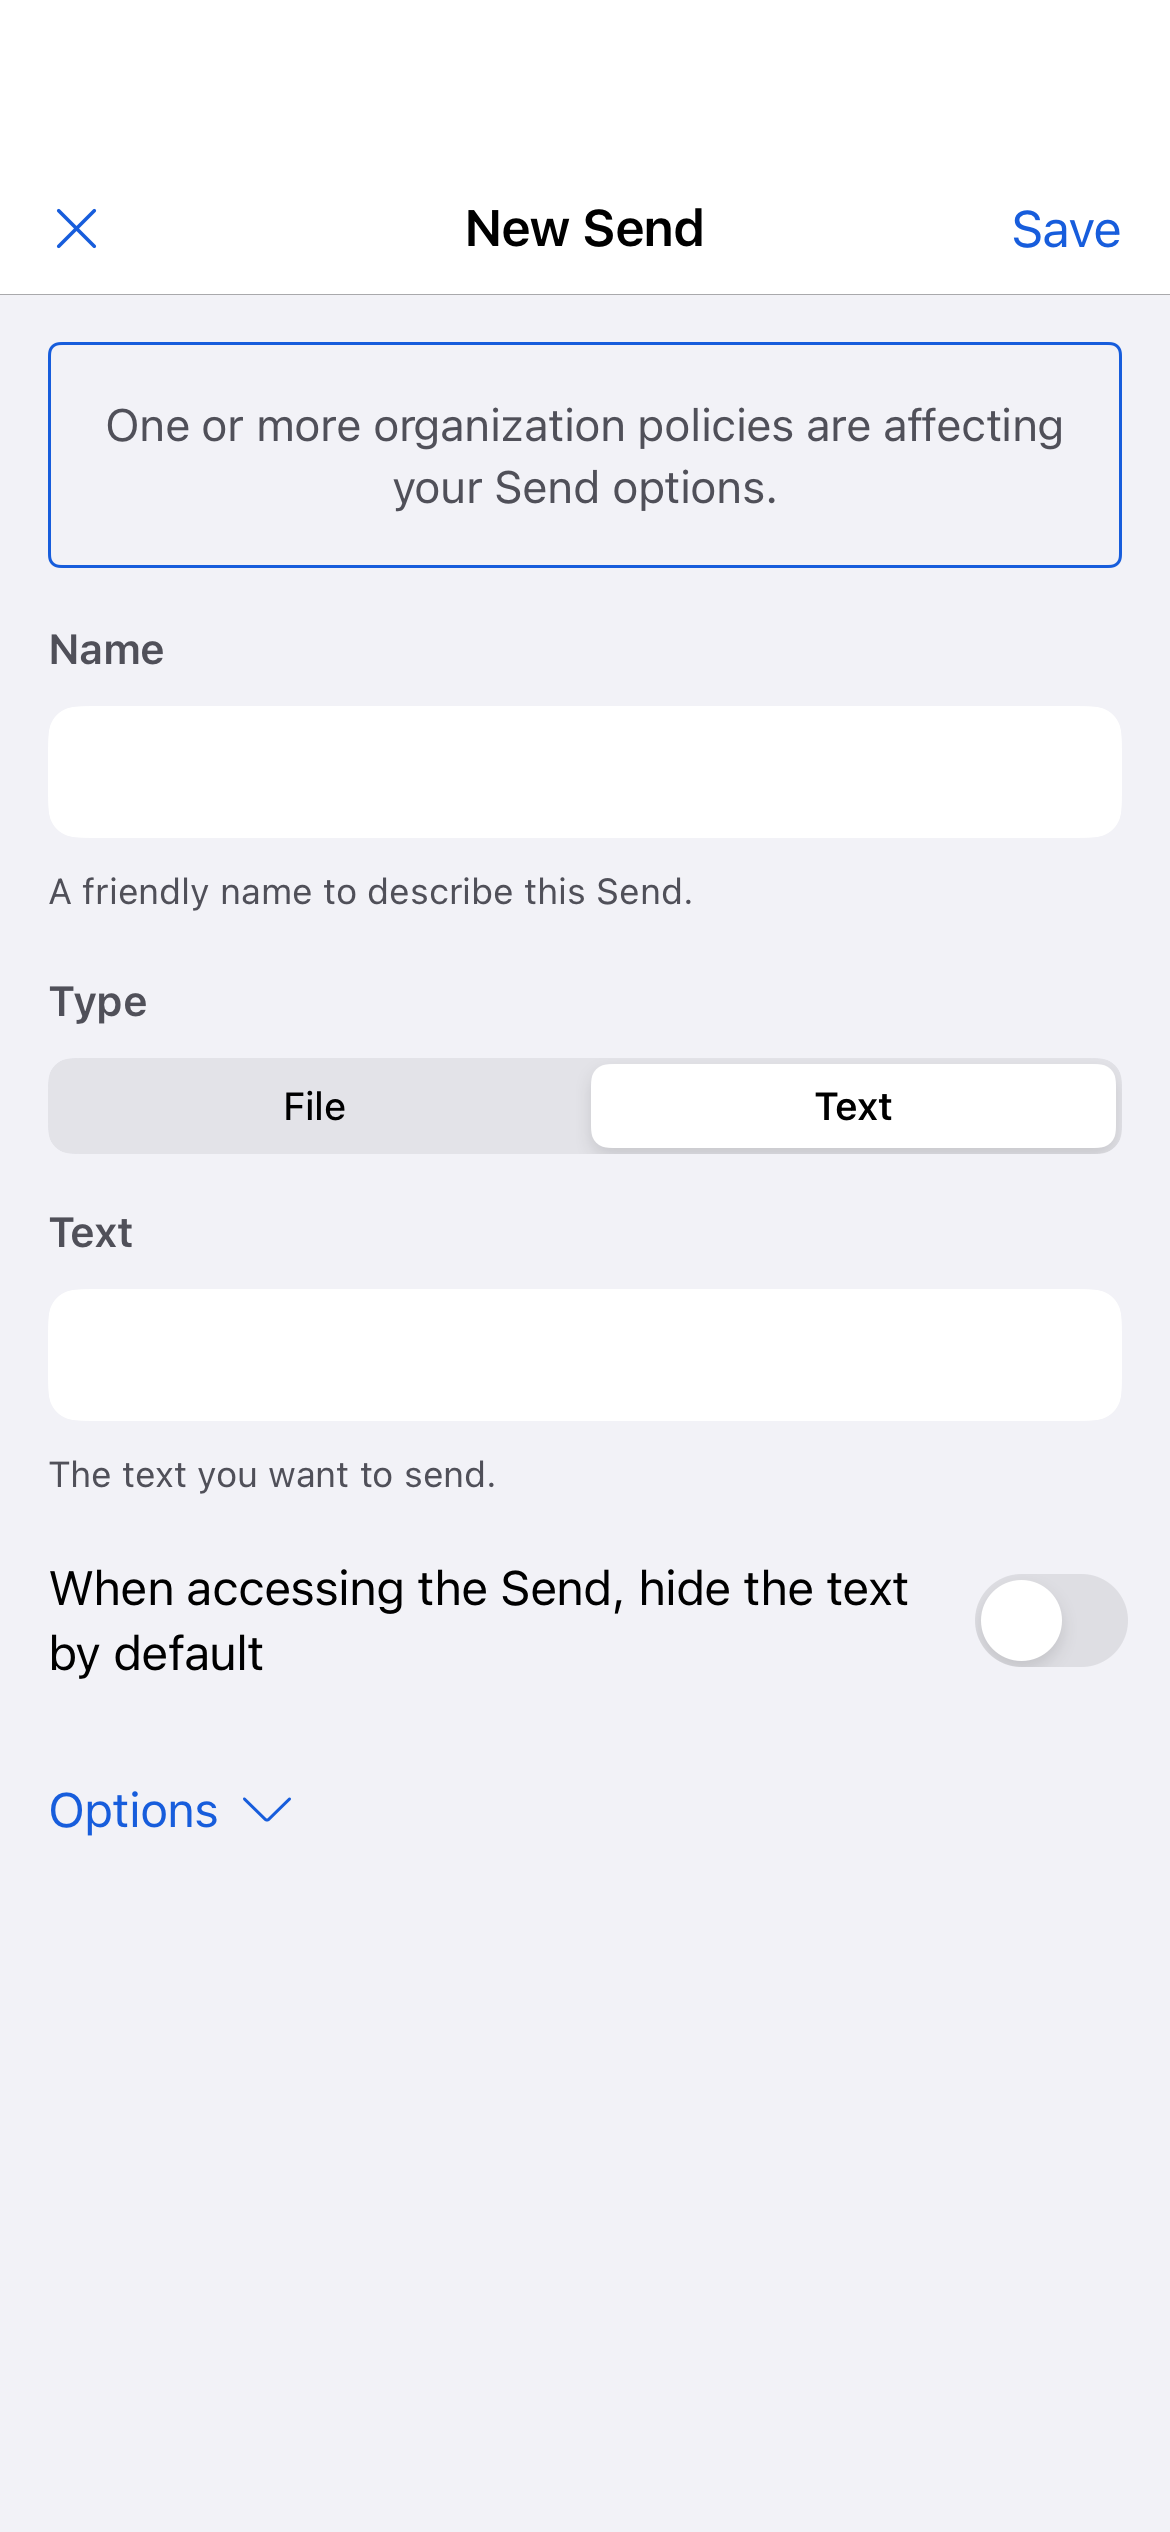 New Send
Save
One or more organization policies are affecting
your Send options.
Name
A friendly name to describe this Send.
Type
File
Text
Text
The text you want to send.
When accessing the Send, hide the text
by default
Options